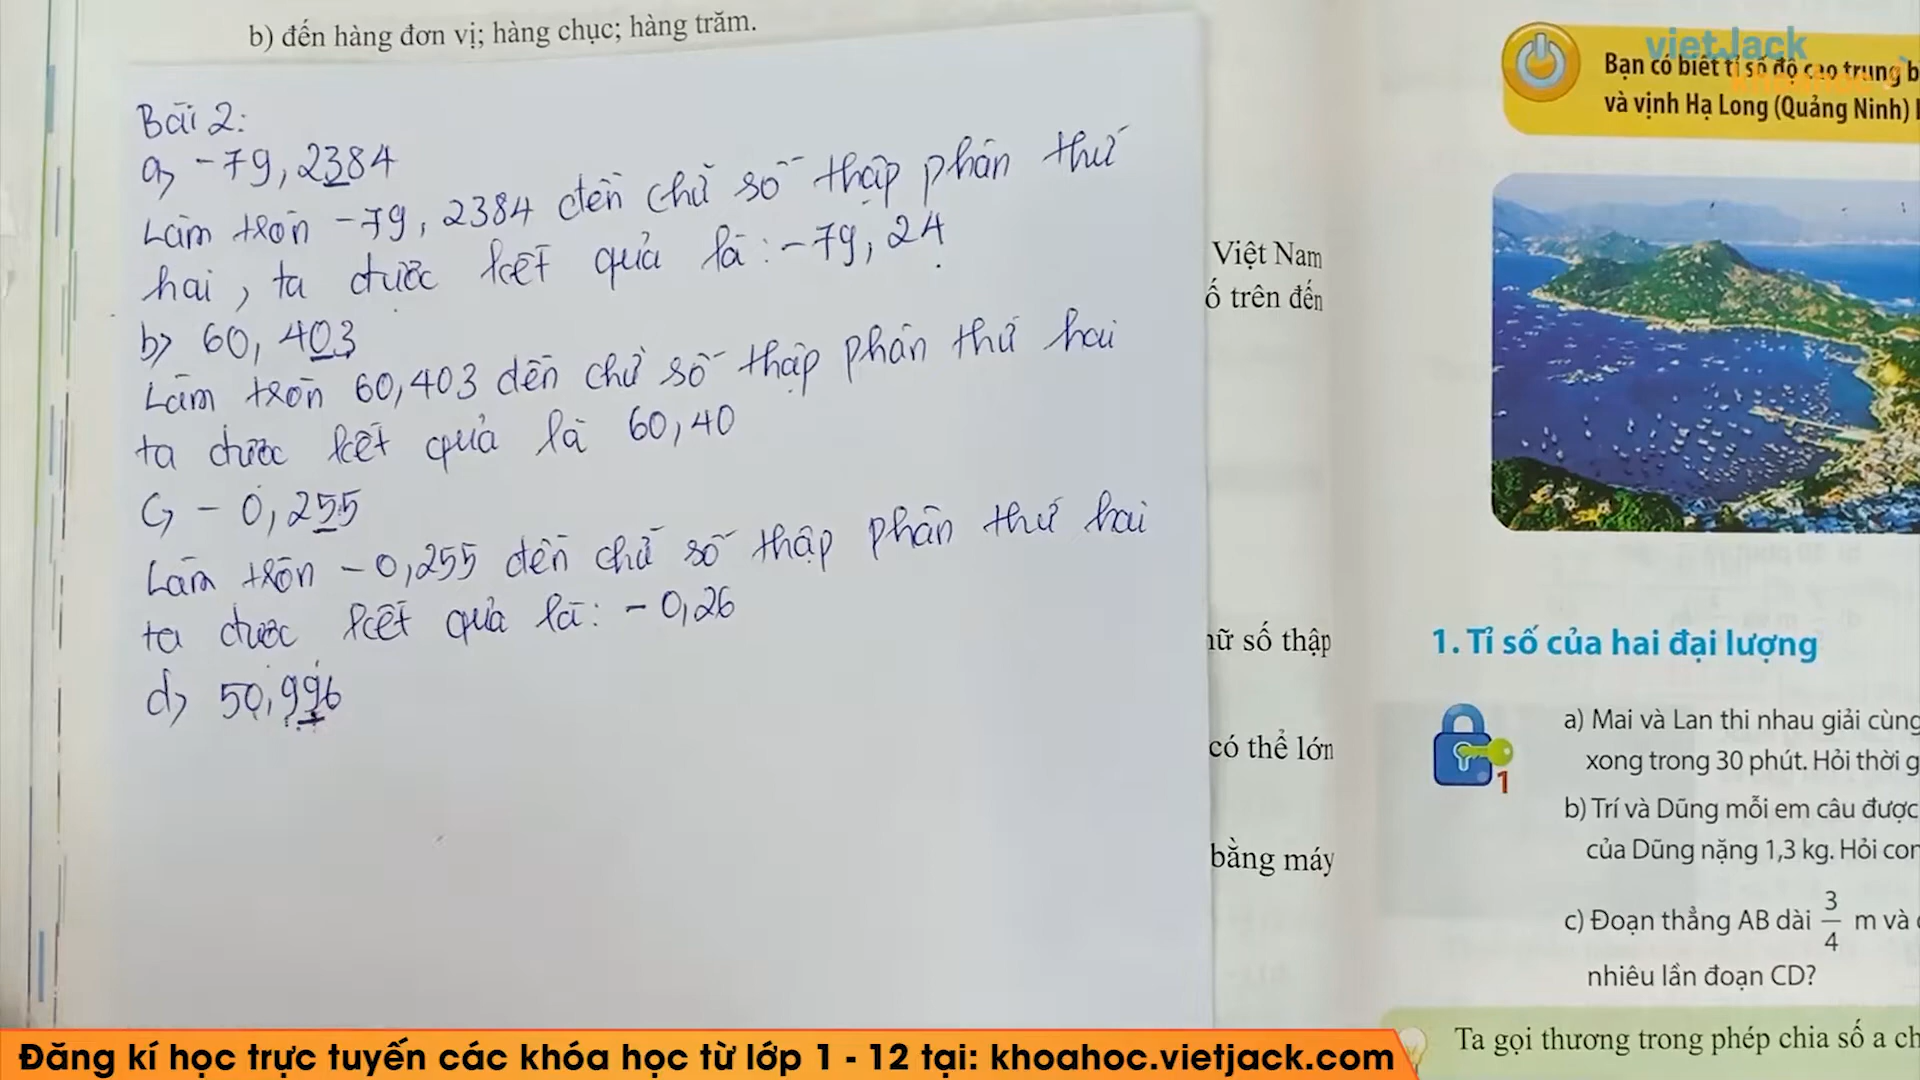 b) đến hàng đơn vị; hàng chục; hàng trăm.
Bài 2:
a, -79,2384
Làm tròn -79,2384 đến chữ số thập phân thứ
hai, ta được kết quả là: -79,24
b) 60,403
Làm tròn 60,403 đến chữ số thập phân thứ hai
ta được kết quả là 60,40
c, -0,255
Làm tròn -0,255 đến chữ số thập phân thứ hai
ta được kết quả là: -0,26
d) 50,996
Việt Nam
ố trên đến
ữ số thập
có thể lớn
bằng máy
vietJack
Bạn có biết tỉ số độ cao trung b
và vịnh Hạ Long (Quảng Ninh)
1. Tỉ số của hai đại lượng
1
a) Mai và Lan thi nhau giải cùng
xong trong 30 phút. Hỏi thời g
b) Trí và Dũng mỗi em câu được
của Dũng nặng 1,3 kg. Hỏi con
c) Đoạn thẳng AB dài 3/4 m và
nhiêu lần đoạn CD?
Ta gọi thương trong phép chia số a ch
Đăng kí học trực tuyến các khóa học từ lớp 1 - 12 tại: khoahoc.vietjack.com